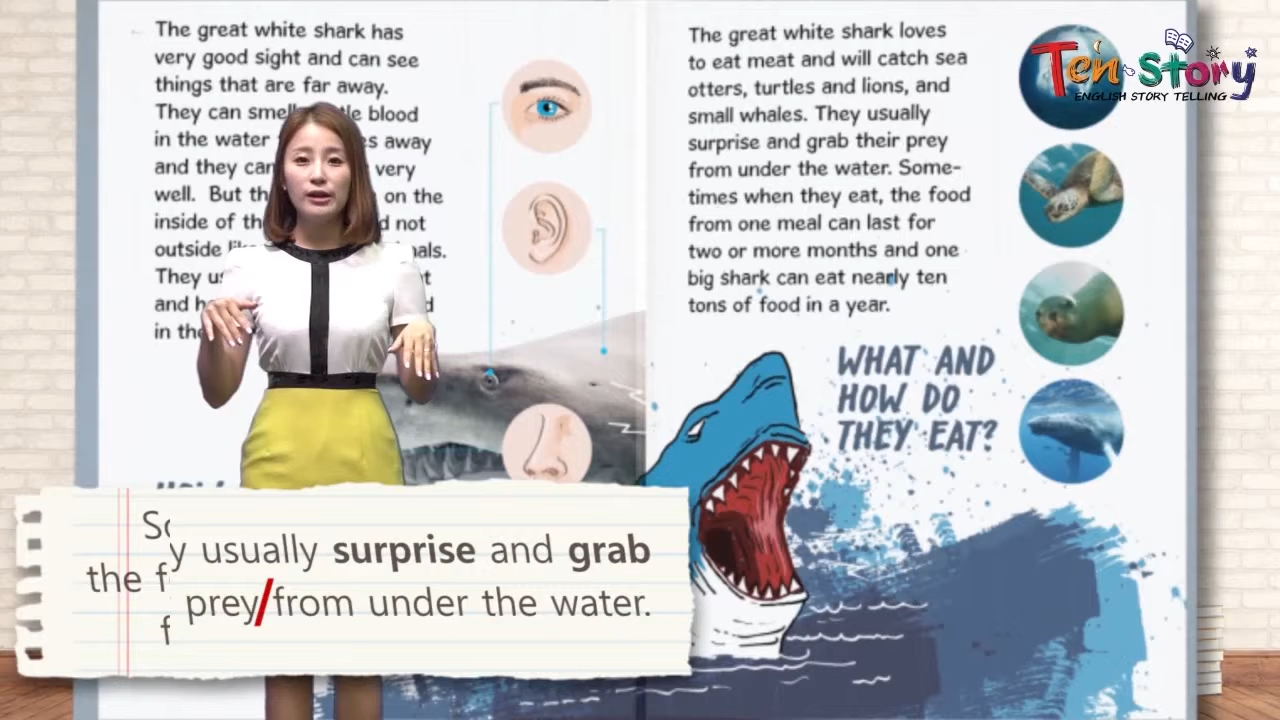 The great white shark has
very good sight and can see
things that are far away.
They can blood
in the water away
and they very
well. But on the
inside of not
outside
They
and
in
The great white shark loves
to eat meat and will catch sea
otters, turtles and lions, and
small whales. They usually
surprise and grab their prey
from under the water. Some-
times when they eat, the food
from one meal can last for
two or more months and one
big shark can eat nearly ten
tons of food in a year.
WHAT AND
HOW DO
THEY EAT?
Ten Story
ENGLISH STORY TELLING
usually surprise and grab
the
prey/from under the water.